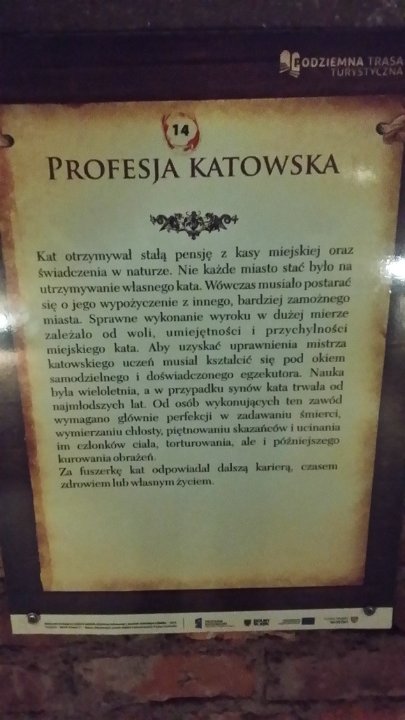 PODZIEMNA TRASA
TURYSTYCZNA
14
PROFESJA KATOWSKA
Kat otrzymywał stałą pensję z kasy miejskiej oraz
świadczenia w naturze. Nie każde miasto stać było na
utrzymywanie własnego kata. Wówczas musiało postarać
się o jego wypożyczenie z innego, bardziej zamożnego
miasta. Sprawne wykonanie wyroku w dużej mierze
zależało od woli, umiejętności i przychylności
miejskiego kata. Aby uzyskać uprawnienia mistrza
katowskiego uczeń musiał kształcić się pod okiem
samodzielnego i doświadczonego egzekutora. Nauka
była wieloletnia, a w przypadku synów kata trwała od
najmłodszych lat. Od osób wykonujących ten zawód
wymagano głównie perfekcji w zadawaniu śmierci,
wymierzaniu chłosty, piętnowaniu skazańców i ucinania
im członków ciała, torturowania, ale i późniejszego
kurowania obrażeń.
Za fuszerkę kat odpowiadał dalszą karierą, czasem
zdrowiem lub własnym życiem.